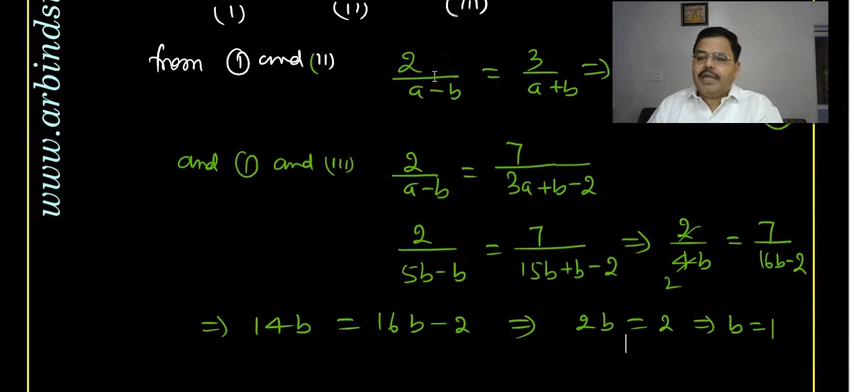 (I) (II) (III)
from (I) and (II) 2/(a-b) = 3/(a+b) ⇒
and (I) and (III) 2/(a-b) = 7/(3a+b-2)
2/(5b-b) = 7/(15b+b-2) ⇒ 2/(4b) 2 = 7/(16b-2)
⇒ 14b = 16b-2 ⇒ 2b = 2 ⇒ b=1
www.arbinds